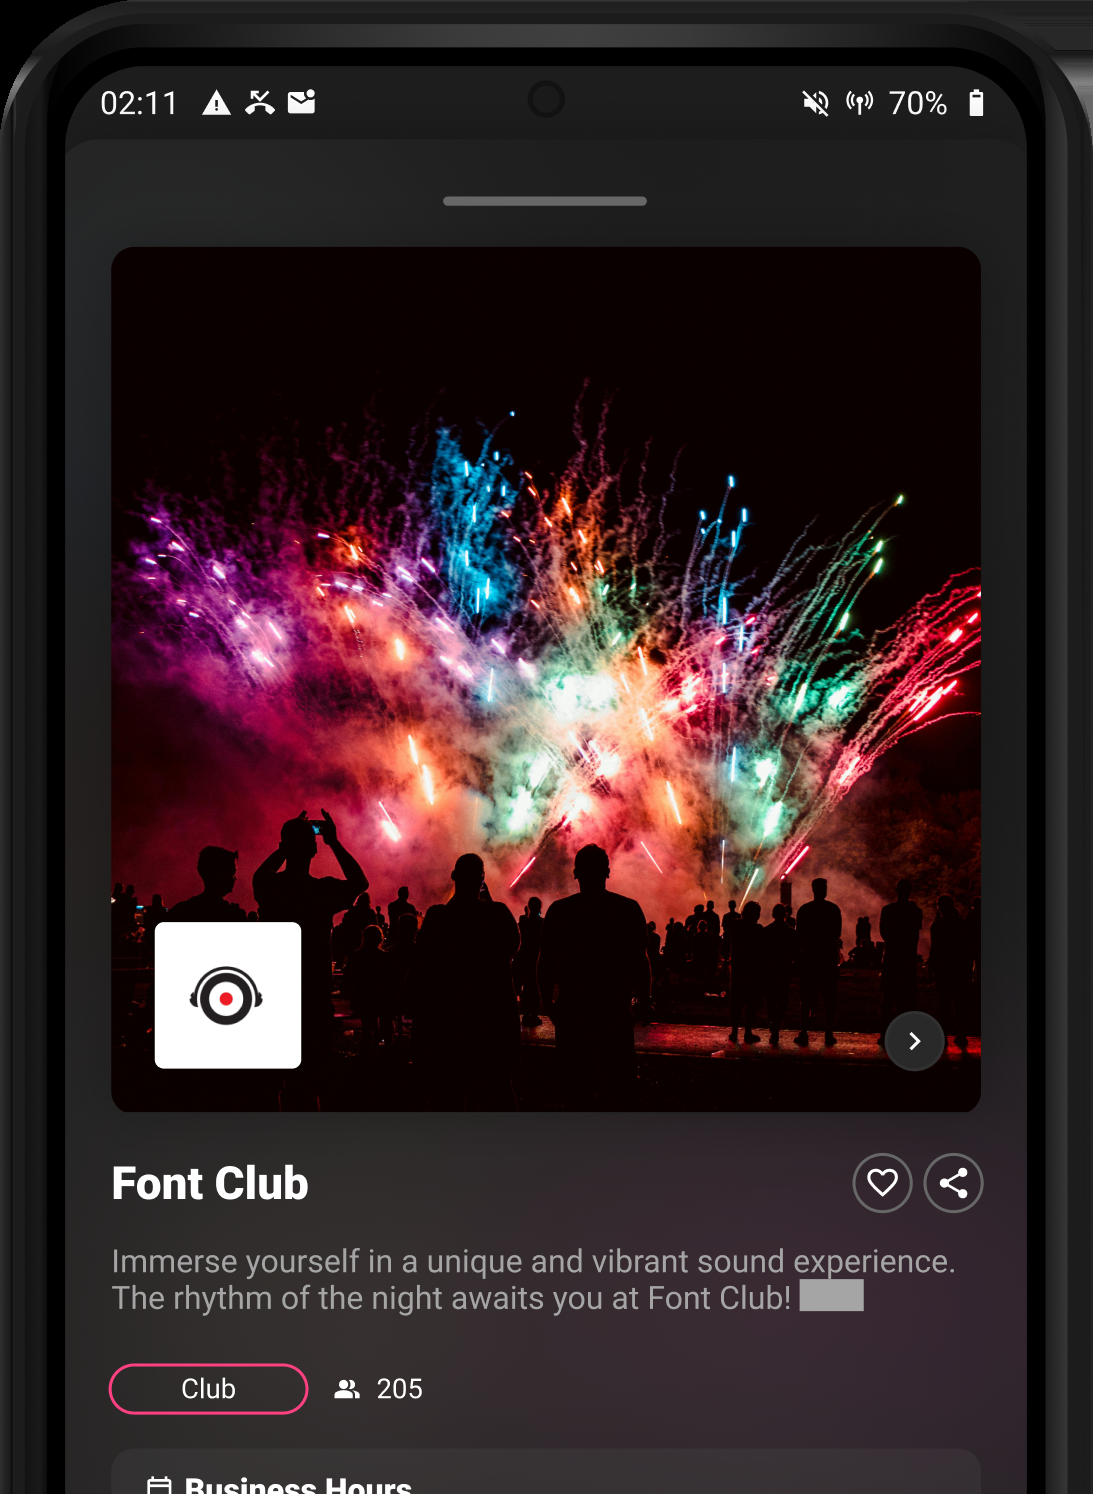 02:11
70%
Font Club
Immerse yourself in a unique and vibrant sound experience.
The rhythm of the night awaits you at Font Club!
Club
205
Business Hours